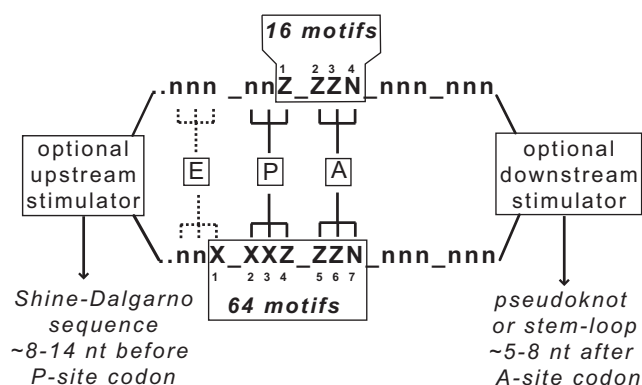 16 motifs
1 2 3 4
..nnn _nnZ_ZZN_nnn_nnn
optional
upstream
stimulator
E P A
optional
downstream
stimulator
..nnX_XXZ_ZZN_nnn_nnn
1 2 3 4 5 6 7
64 motifs
Shine-Dalgarno
sequence
~8-14 nt before
P-site codon
pseudoknot
or stem-loop
~5-8 nt after
A-site codon